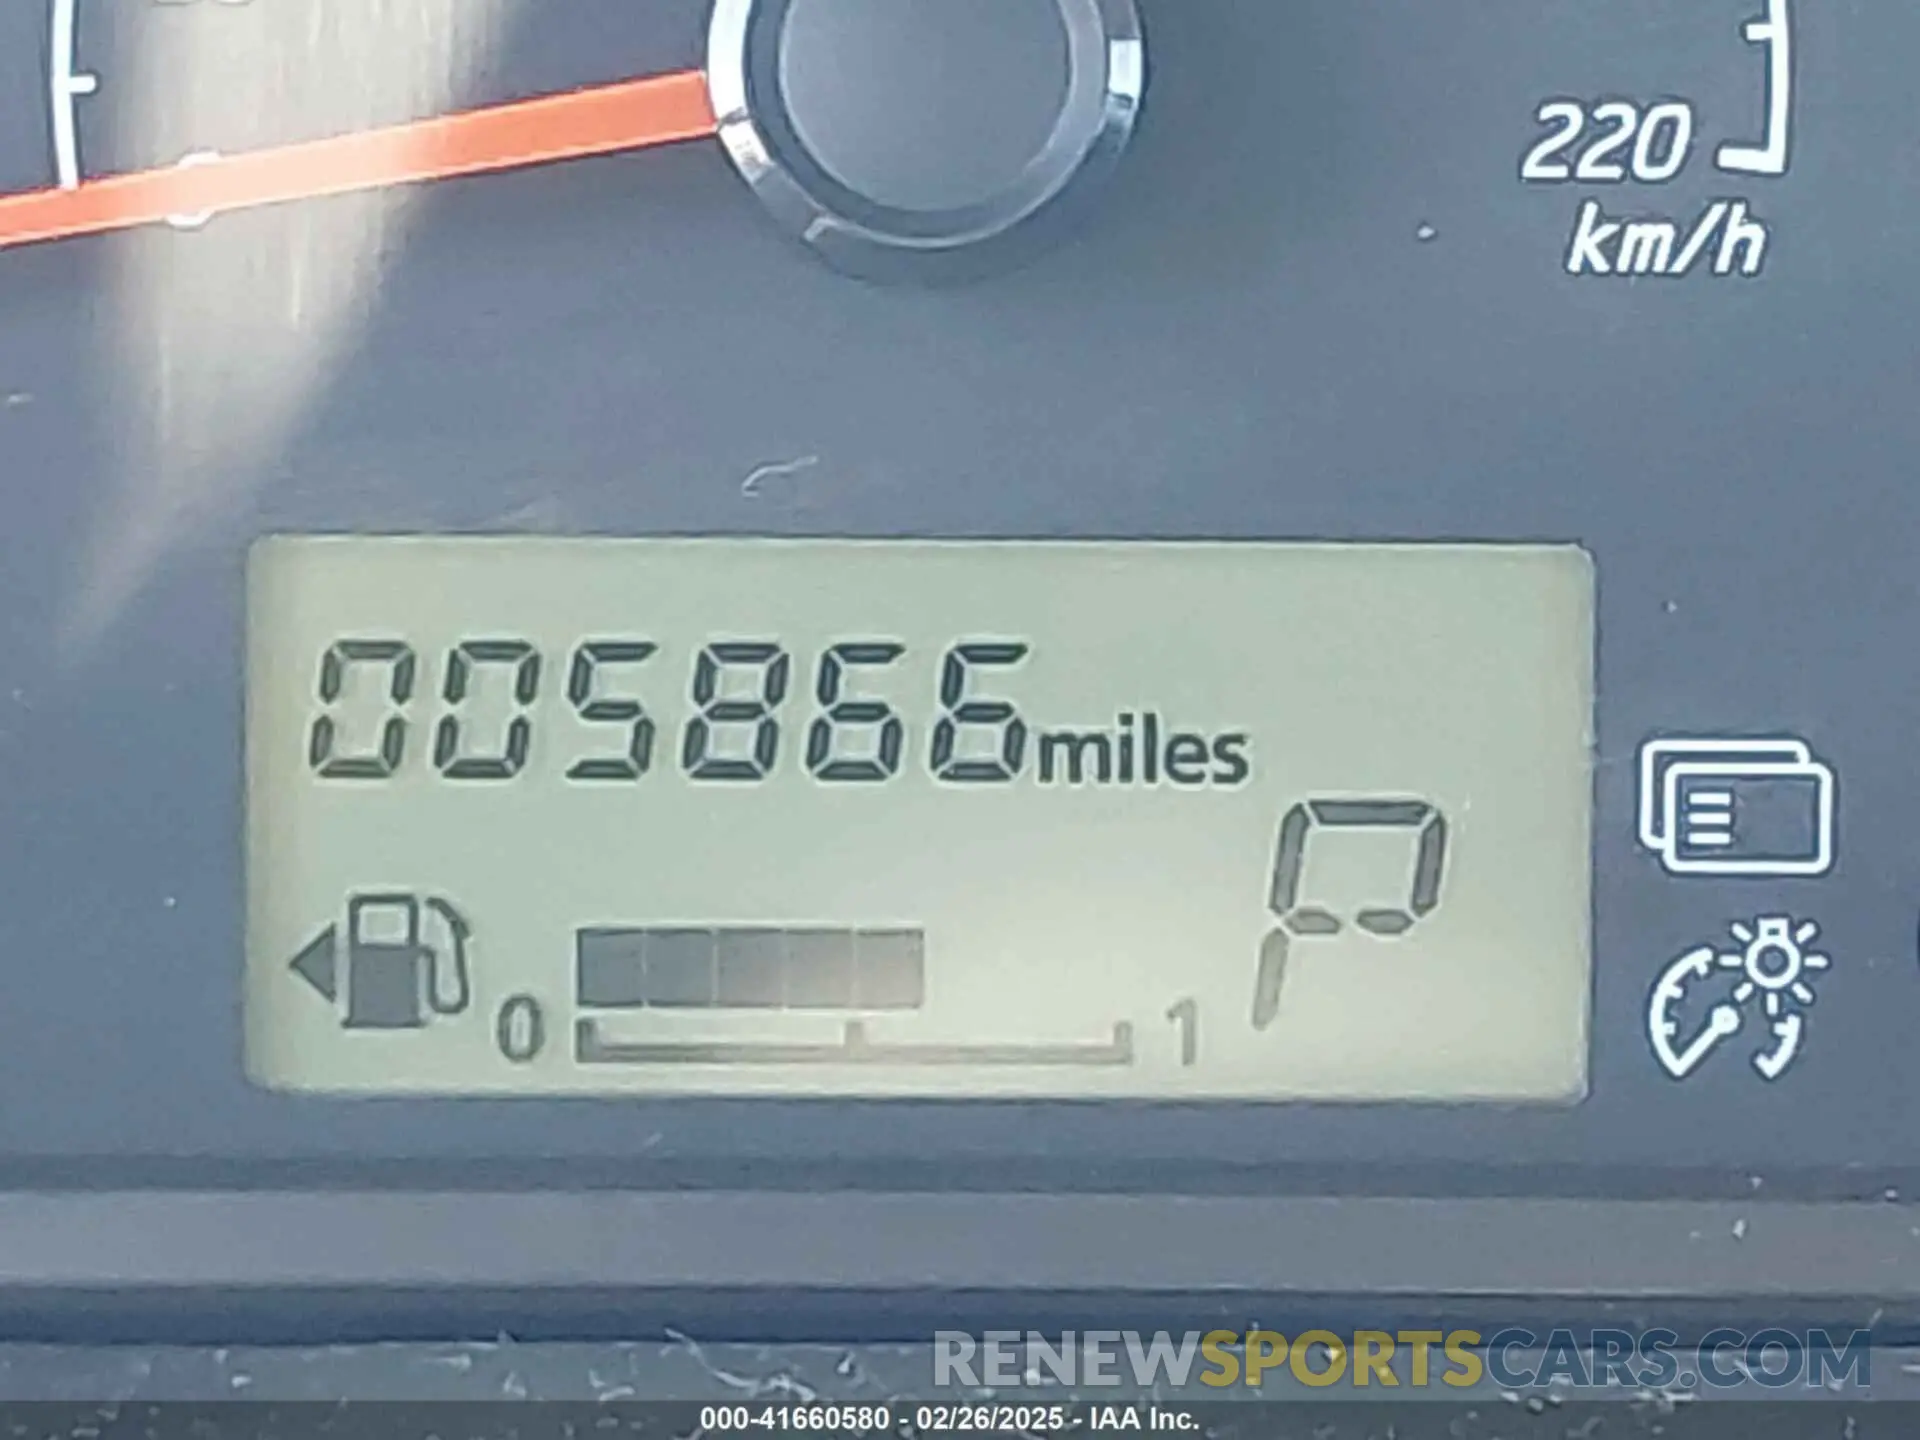 220
km/h
005866miles
P
0 1
RENEWSPORTSCARS.COM
000-41660580 - 02/26/2025 - IAA Inc.